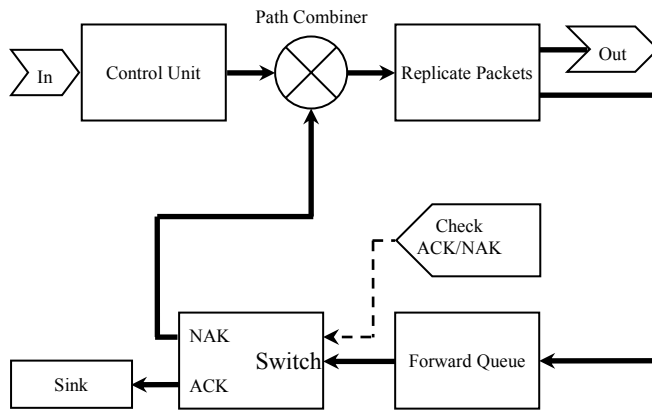 Path Combiner
In
Control Unit
Replicate Packets
Out
Check
ACK/NAK
NAK
Switch
ACK
Forward Queue
Sink